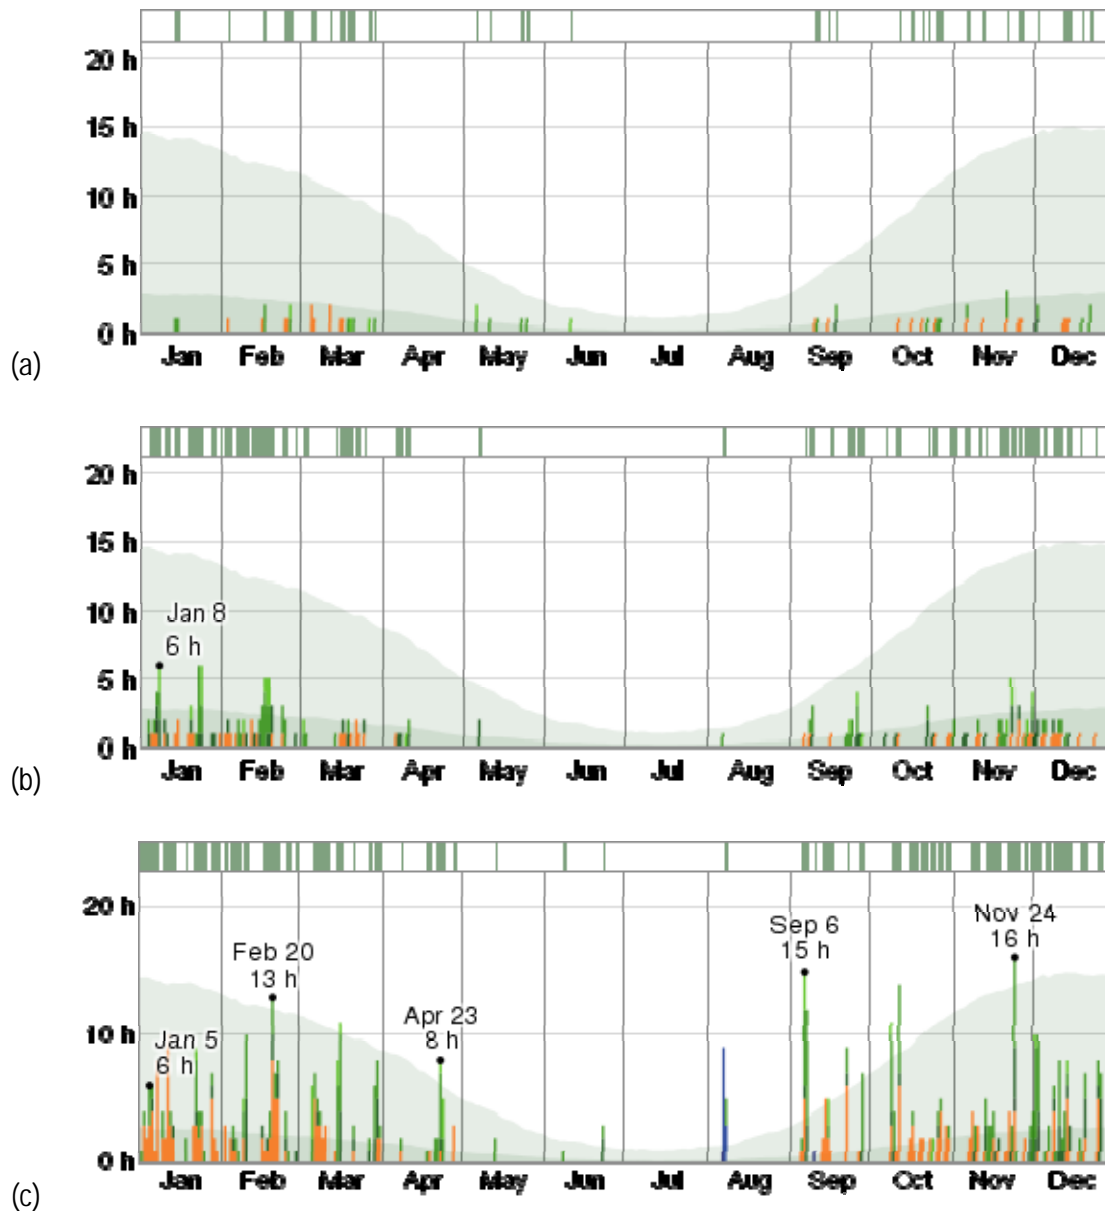 20 h
15 h
10 h
5 h
0 h
(a)
Jan Feb Mar Apr May Jun Jul Aug Sep Oct Nov Dec
20 h
15 h
10 h
Jan 8
6 h
5 h
0 h
(b)
Jan Feb Mar Apr May Jun Jul Aug Sep Oct Nov Dec
20 h
Nov 24
16 h
Sep 6
15 h
Feb 20
13 h
10 h
Apr 23
8 h
Jan 5
6 h
0 h
Jan Feb Mar Apr May Jun Jul Aug Sep Oct Nov Dec
(c)